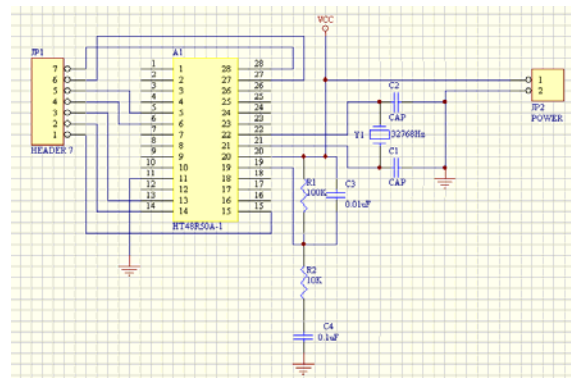 VCC
JP1
7
6
5
4
3
2
1
HEADER 7
A1
1 1 28 28
2 2 27 27
3 3 26 26
4 4 25 25
5 5 24 24
6 6 23 23
7 7 22 22
8 8 21 21
9 9 20 20
10 10 19 19
11 11 18 18
12 12 17 17
13 13 16 16
14 14 15 15
HT48R50A-1
C2
CAP
Y1 32768Hz
C1
CAP
1
2
JP2
POWER
R1
100K
C3
0.01uF
R2
10K
C4
0.1uF